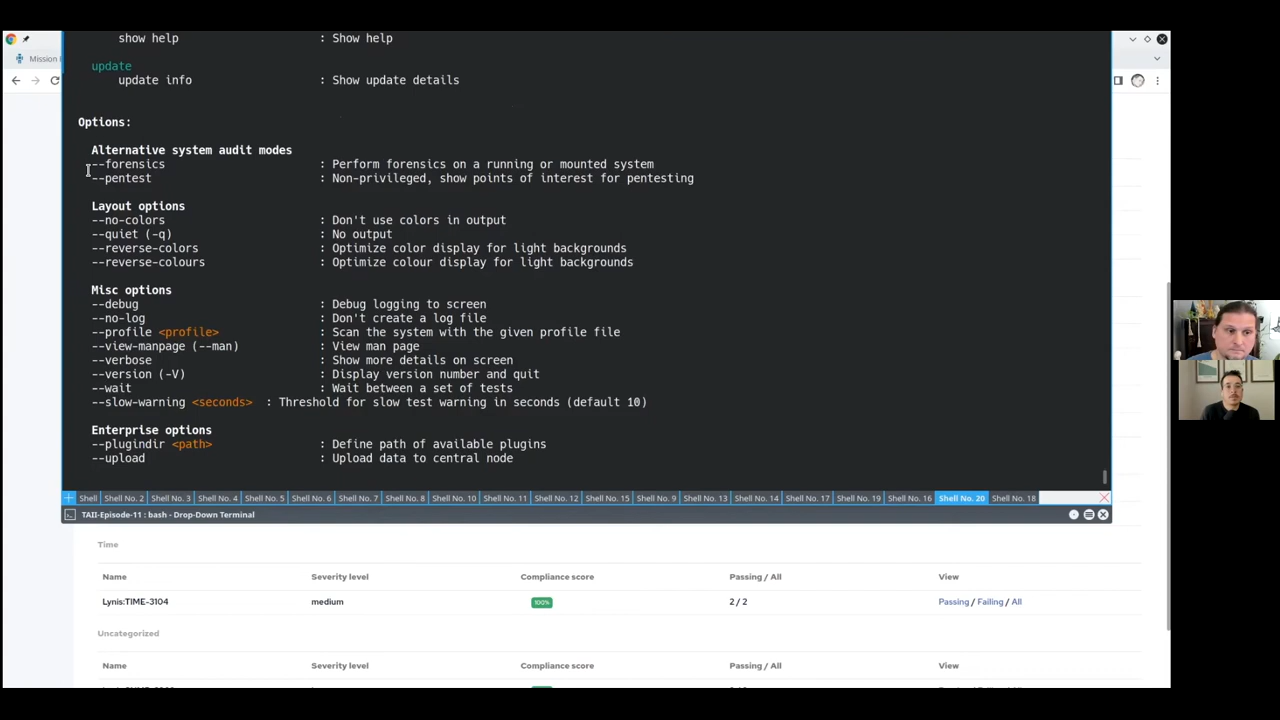 show help : Show help
Mission
update
update info : Show update details
Options:
Alternative system audit modes
--forensics : Perform forensics on a running or mounted system
--pentest : Non-privileged, show points of interest for pentesting
Layout options
--no-colors : Don't use colors in output
--quiet (-q) : No output
--reverse-colors : Optimize color display for light backgrounds
--reverse-colours : Optimize colour display for light backgrounds
Misc options
--debug : Debug logging to screen
--no-log : Don't create a log file
--profile <profile> : Scan the system with the given profile file
--view-manpage (--man) : View man page
--verbose : Show more details on screen
--version (-V) : Display version number and quit
--wait : Wait between a set of tests
--slow-warning <seconds> : Threshold for slow test warning in seconds (default 10)
Enterprise options
--plugindir <path> : Define path of available plugins
--upload : Upload data to central node
Shell Shell No. 2 Shell No. 3 Shell No. 4 Shell No. 5 Shell No. 6 Shell No. 7 Shell No. 8 Shell No. 10 Shell No. 11 Shell No. 12 Shell No. 15 Shell No. 9 Shell No. 13 Shell No. 14 Shell No. 17 Shell No. 19 Shell No. 16 Shell No. 20 Shell No. 18
TAII-Episode-11 : bash - Drop-Down Terminal
Time
Name Severity level Compliance score Passing / All View
Lynis:TIME-3104 medium 100% 2 / 2 Passing / Failing / All
Uncategorized
Name Severity level Compliance score Passing / All View